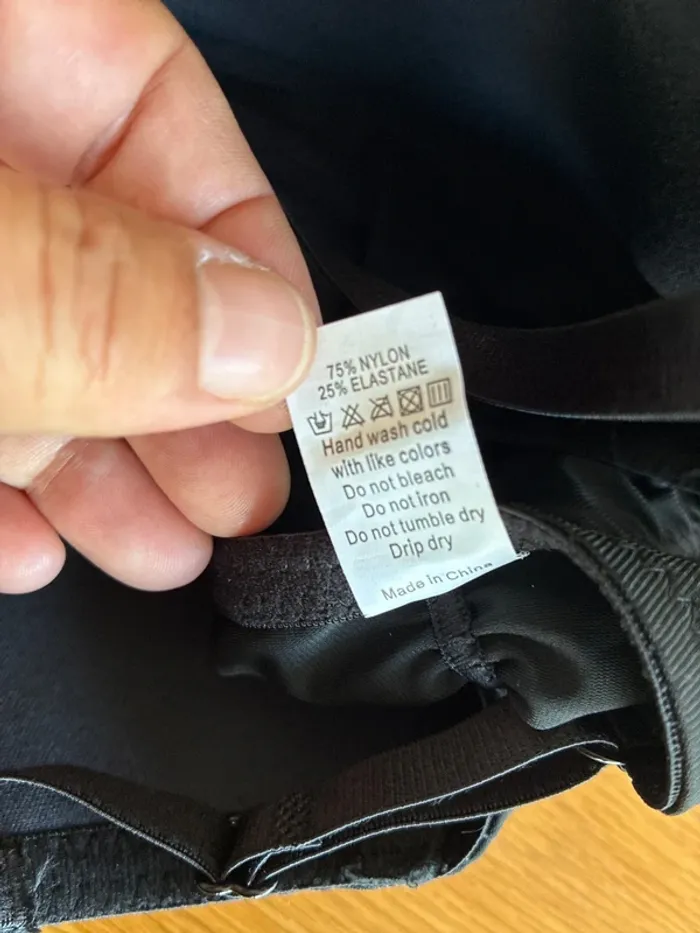 75% NYLON
25% ELASTANE
Hand wash cold
with like colors
Do not bleach
Do not iron
Do not tumble dry
Drip dry
Made in China